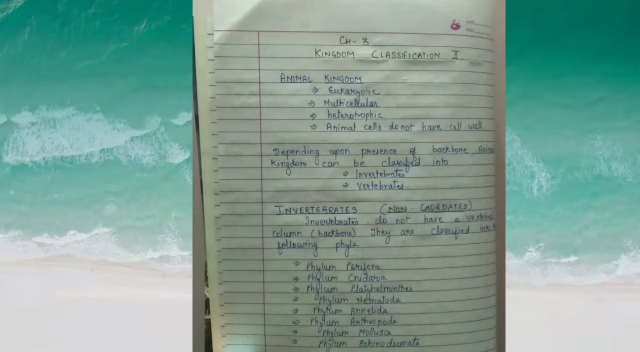 CH - 3
KINGDOM CLASSIFICATION I
ANIMAL KINGDOM
⇒ Eukaryotic
⇒ Multicellular
⇒ heterotrophic
⇒ Animal cells do not have cell wall
Depending upon presence of backbone Animal
Kingdom can be classified into
⇒ Invertebrates
⇒ Vertebrates
INVERTEBRATES (NON-CHORDATES)
Invertebrates do not have a vertebral
column (backbone) They are classified into
following phyla
⇒ Phylum Porifera
⇒ Phylum Cnidaria
⇒ Phylum Platyhelminthes
⇒ Phylum Nematoda
⇒ Phylum Annelida
⇒ Phylum Arthropoda
⇒ Phylum Mollusca
⇒ Phylum Echinodermata